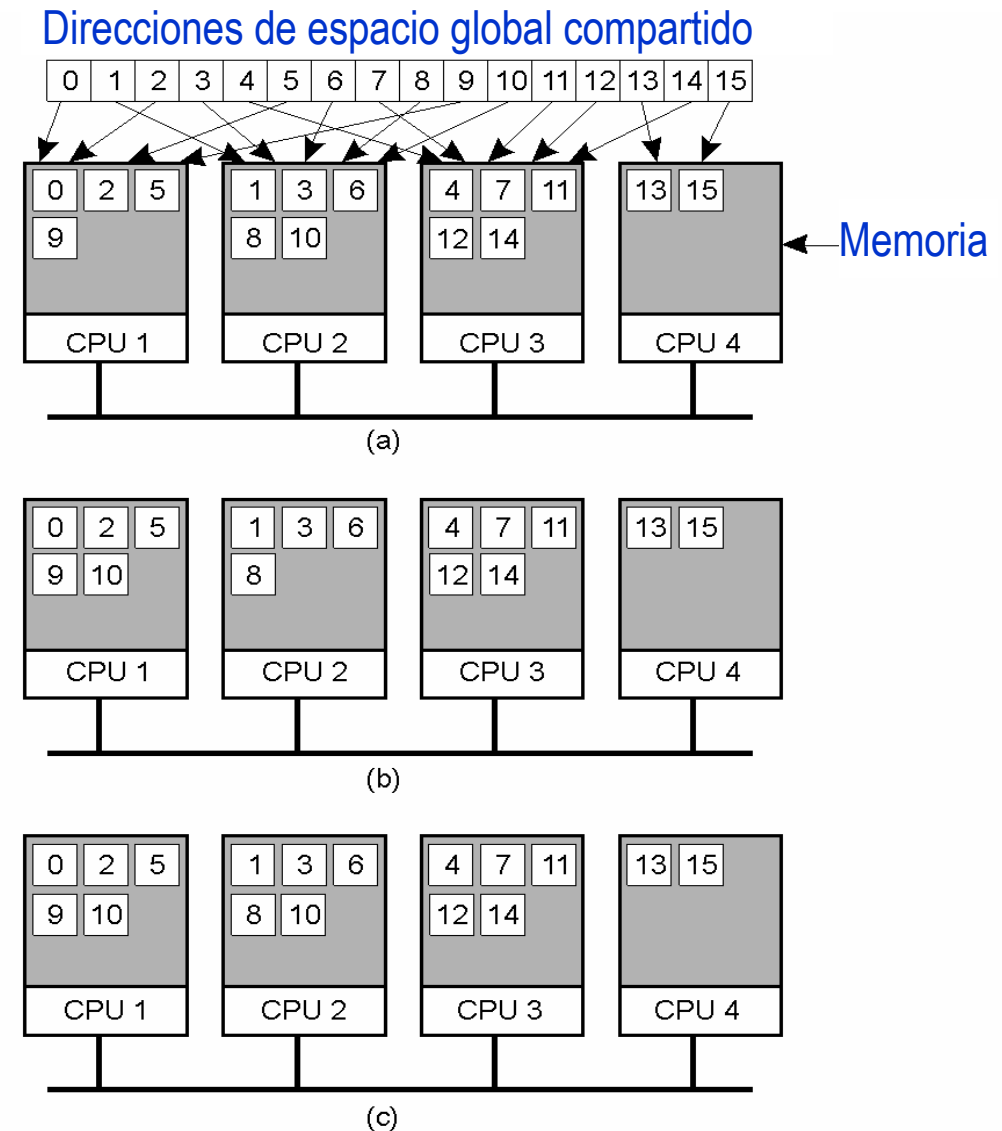 Direcciones de espacio global compartido
0 1 2 3 4 5 6 7 8 9 10 11 12 13 14 15
0 2 5 1 3 6 4 7 11 13 15
9 8 10 12 14
Memoria
CPU 1 CPU 2 CPU 3 CPU 4
(a)
0 2 5 1 3 6 4 7 11 13 15
9 10 8 12 14
CPU 1 CPU 2 CPU 3 CPU 4
(b)
0 2 5 1 3 6 4 7 11 13 15
9 10 8 10 12 14
CPU 1 CPU 2 CPU 3 CPU 4
(c)